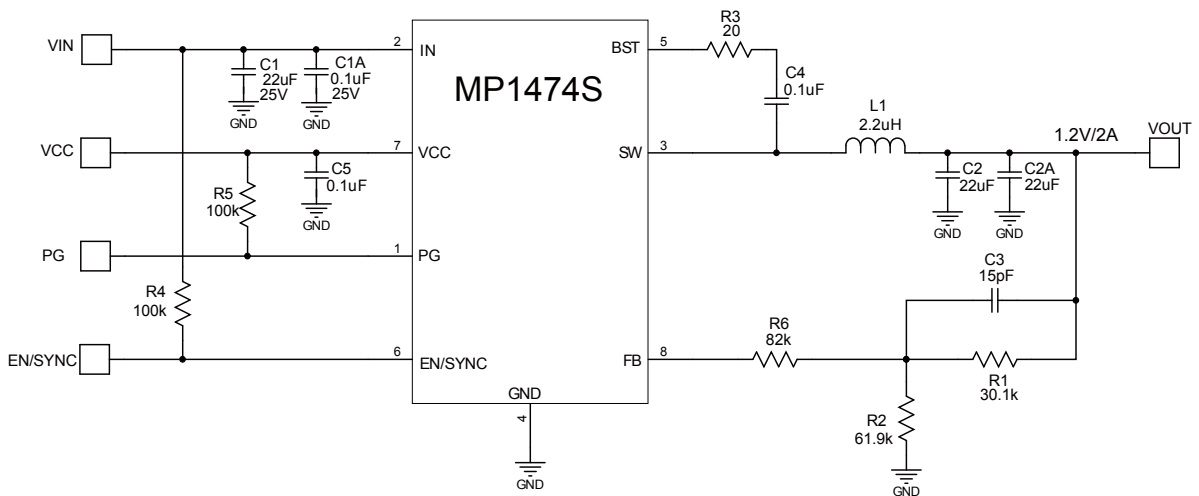 VIN
C1
22uF
25V
GND
C1A
0.1uF
25V
GND
2
IN
MP1474S
BST
5
R3
20
C4
0.1uF
VCC
7
VCC
R5
100k
C5
0.1uF
GND
SW
3
L1
2.2uH
1.2V/2A
VOUT
C2
22uF
GND
C2A
22uF
GND
PG
1
PG
R4
100k
C3
15pF
EN/SYNC
6
EN/SYNC
FB
8
R6
82k
R1
30.1k
R2
61.9k
GND
GND
4
GND